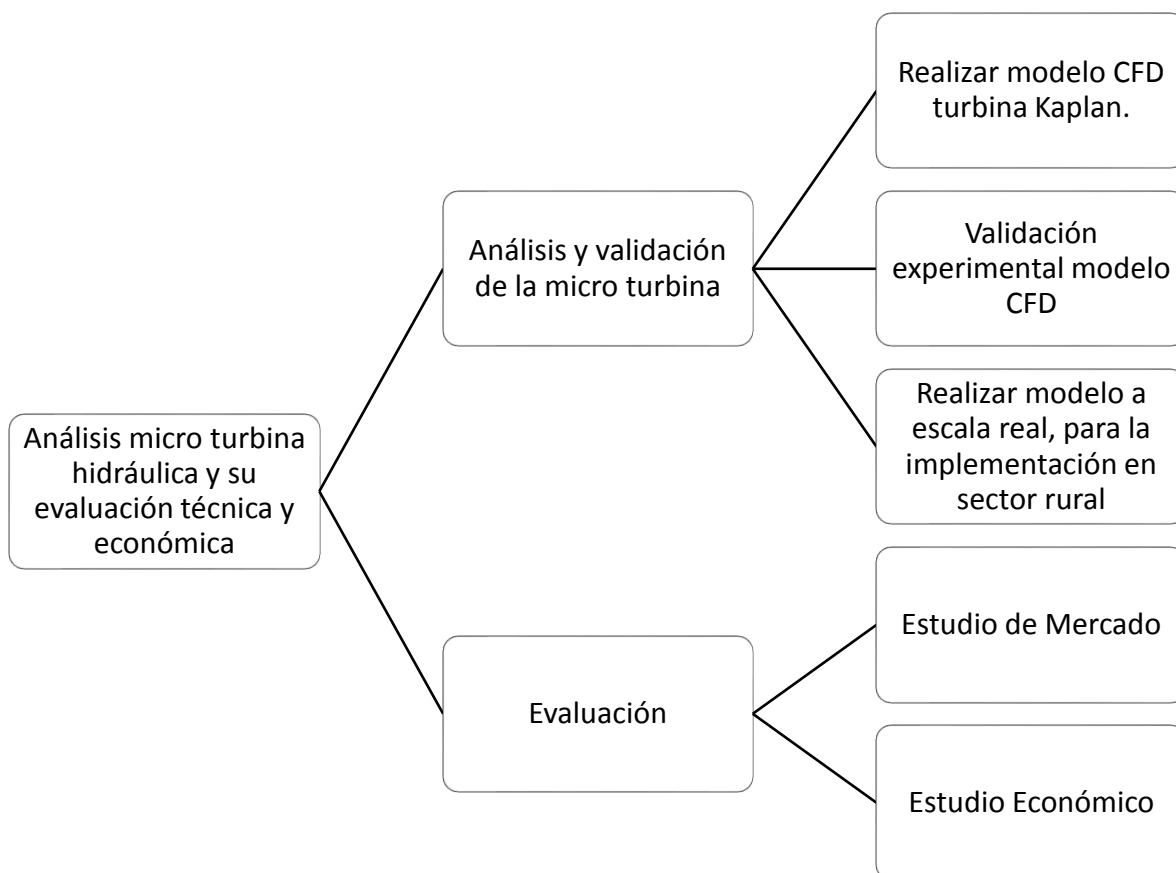 Análisis micro turbina
hidráulica y su
evaluación técnica y
económica
Análisis y validación
de la micro turbina
Realizar modelo CFD
turbina Kaplan.
Validación
experimental modelo
CFD
Realizar modelo a
escala real, para la
implementación en
sector rural
Evaluación
Estudio de Mercado
Estudio Económico